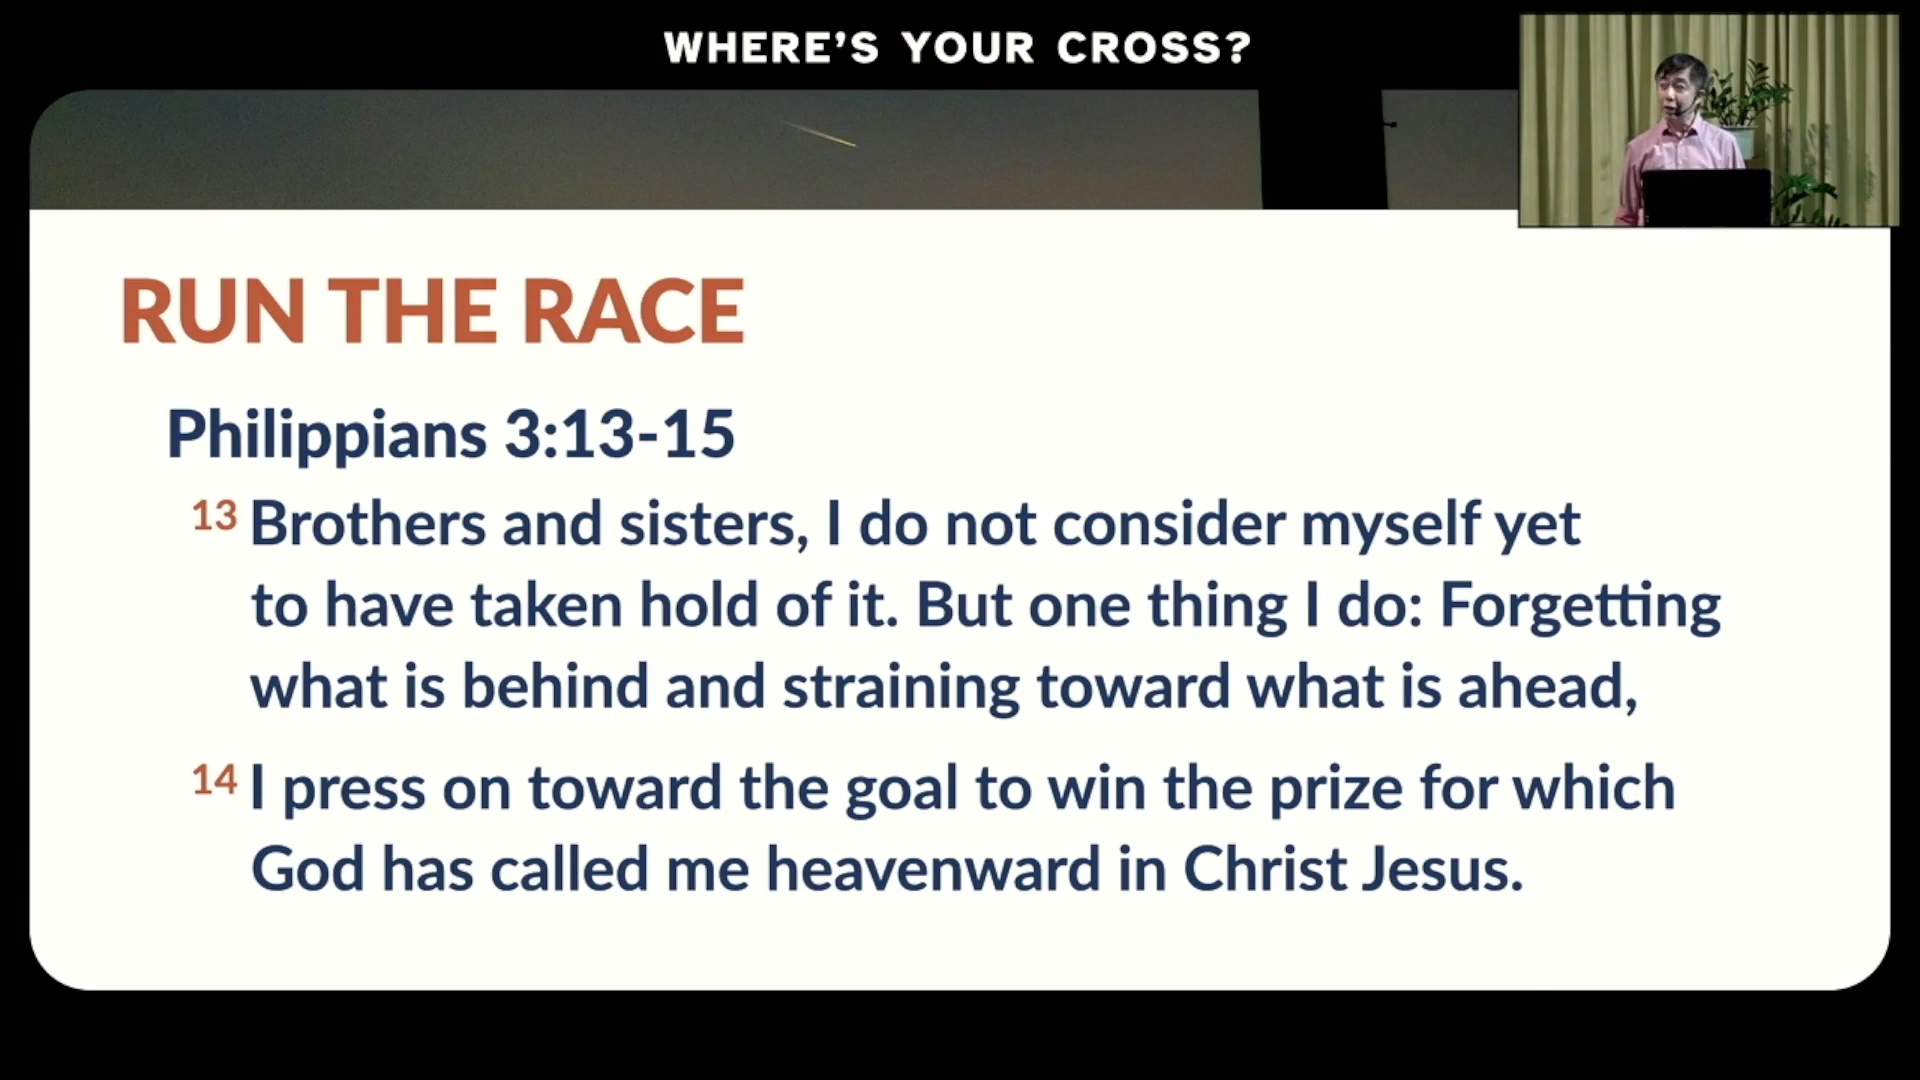 WHERE'S YOUR CROSS?
RUN THE RACE
Philippians 3:13-15
13 Brothers and sisters, I do not consider myself yet
to have taken hold of it. But one thing I do: Forgetting
what is behind and straining toward what is ahead,
14 I press on toward the goal to win the prize for which
God has called me heavenward in Christ Jesus.